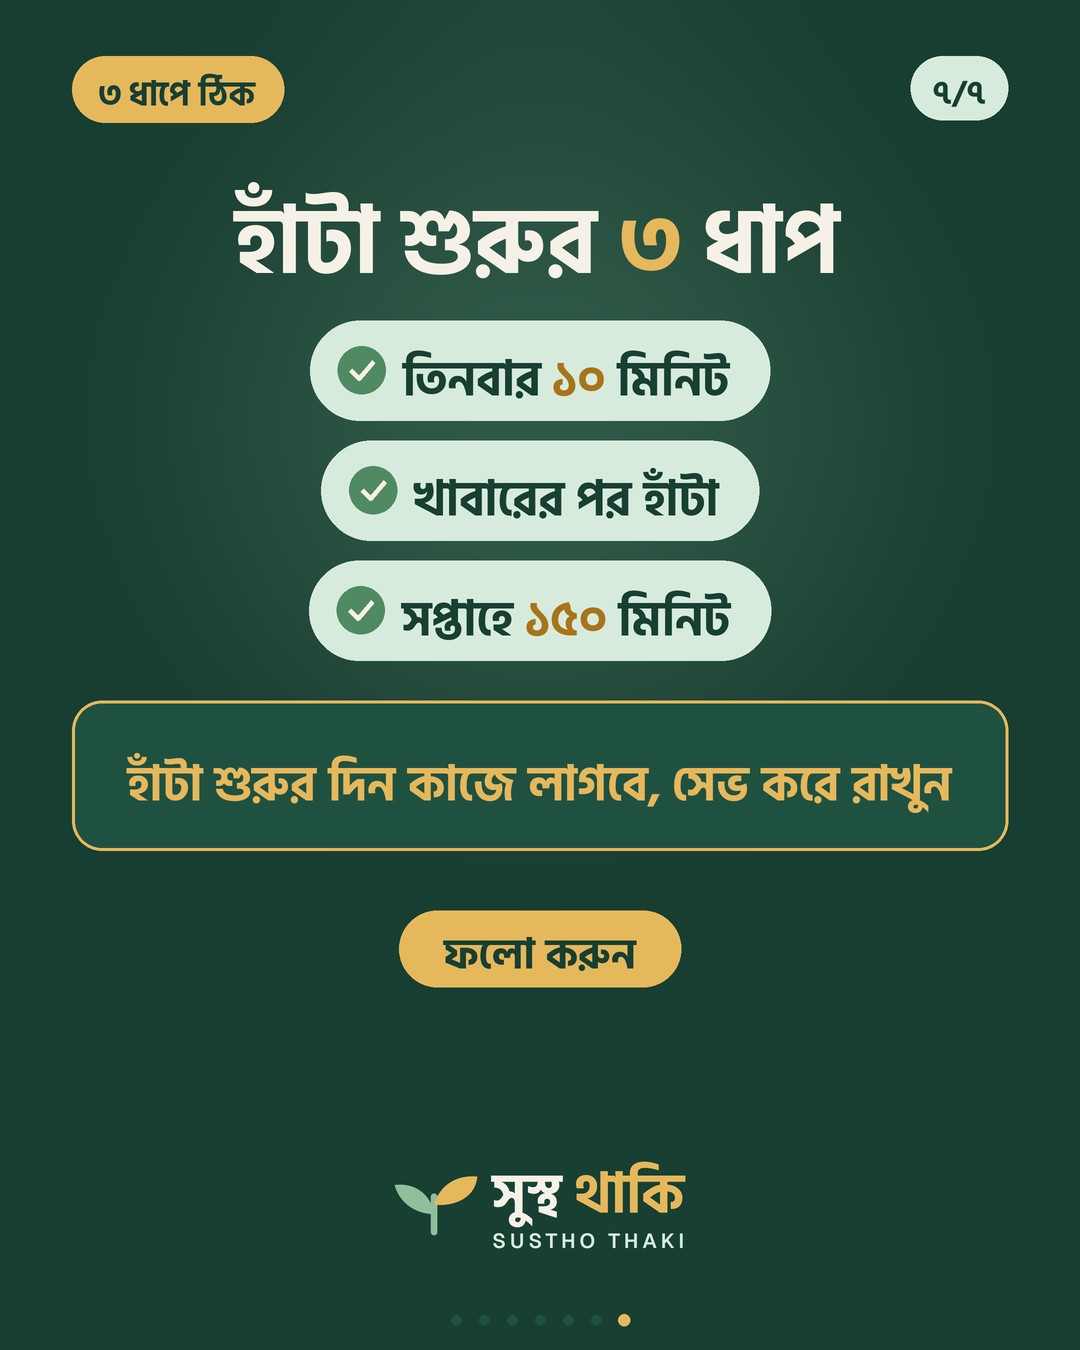 ৩ ধাপে ঠিক
৭/৭
হাঁটা শুরুর ৩ ধাপ
তিনবার ১০ মিনিট
খাবারের পর হাঁটা
সপ্তাহে ১৫০ মিনিট
হাঁটা শুরুর দিন কাজে লাগবে, সেভ করে রাখুন
ফলো করুন
সুস্থ থাকি
SUSTHO THAKI